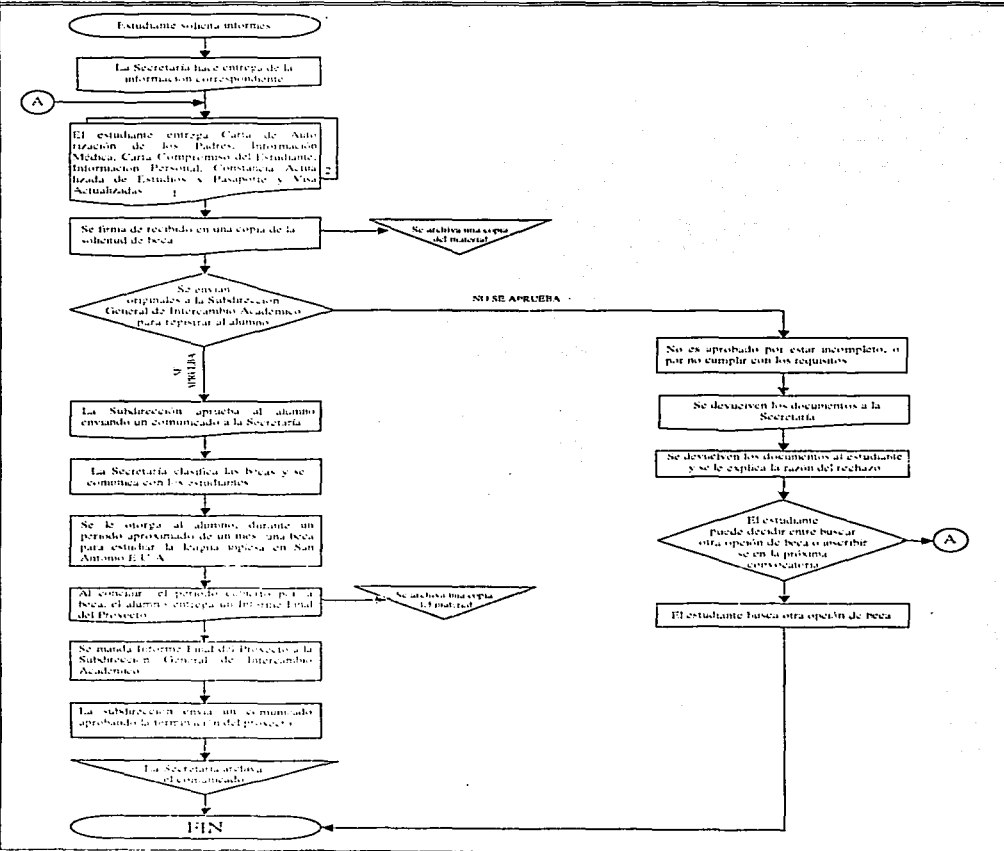 Estudiante solicita informes
La Secretaría hace entrega de la
información correspondiente
A
El estudiante entrega Carta de Auto
rización de los Padres, Información
Médica, Carta Compromiso del Estudiante,
Información Personal, Constancia Actua
lizada de Estudios y Pasaporte y Visa
Actualizadas 1
2
Se firma de recibido en una copia de la
solicitud de beca
Se archiva una copia
del material
Se envían
originales a la Subdirección
General de Intercambio Académico
para registrar al alumno
NO SE APRUEBA
SE
APRUEBA
La Subdirección aprueba al alumno
enviando un comunicado a la Secretaría
La Secretaría clasifica las becas y se
comunica con los estudiantes
Se le otorga al alumno, durante un
periodo aproximado de un mes una beca
para estudiar la lengua inglesa en San
Antonio E.U.A.
Al concluir el periodo cubierto por la
beca, el alumno entrega un Informe Final
del Proyecto
Se archiva una copia
material
Se manda Informe Final del Proyecto a la
Subdirección General de Intercambio
Académico
La subdirección envía un comunicado
aprobando la terminación del proyecto
La Secretaría archiva
el comunicado
FIN
No es aprobado por estar incompleto, o
por no cumplir con los requisitos
Se devuelven los documentos a la
Secretaría
Se devuelven los documentos al estudiante
y se le explica la razón del rechazo
El estudiante
puede decidir entre buscar
otra opción de beca o inscribir
se en la próxima
convocatoria
A
El estudiante busca otra opción de beca